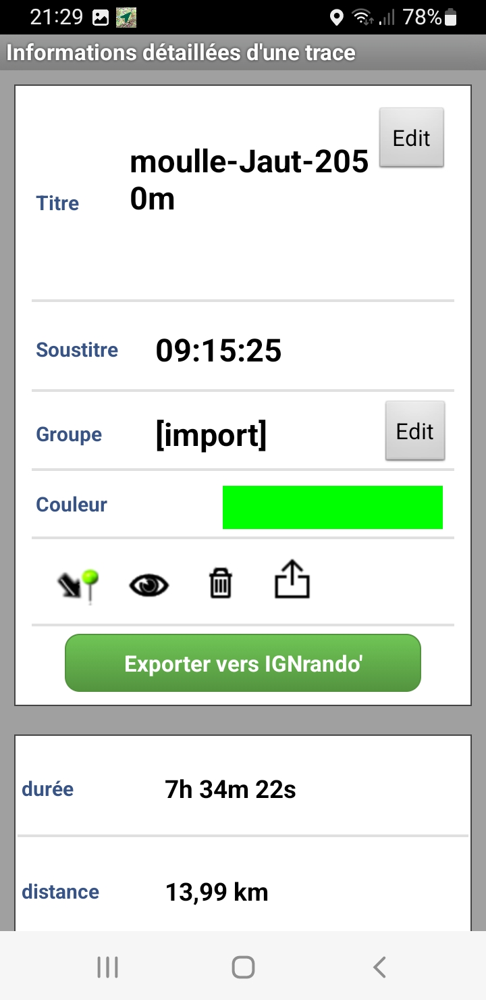 21:29 78%
Informations détaillées d'une trace
Edit
moulle-Jaut-205
0m
Titre
Soustitre 09:15:25
Groupe [import] Edit
Couleur
Exporter vers IGNrando'
durée 7h 34m 22s
distance 13,99 km